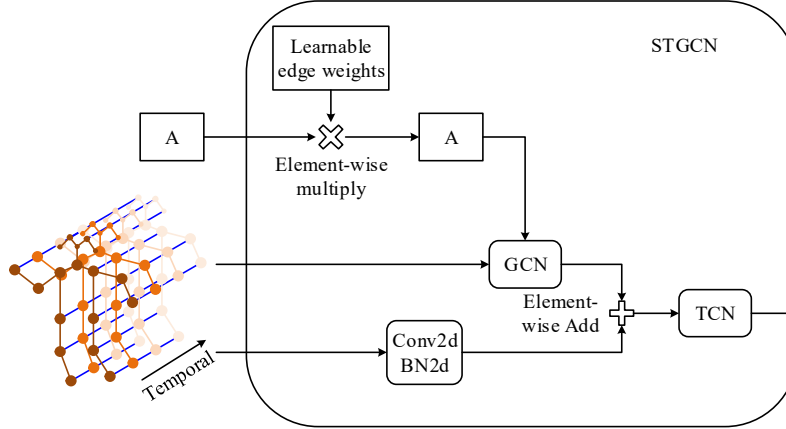 Learnable
edge weights
STGCN
A
A
Element-wise
multiply
GCN
Element-
wise Add
TCN
Conv2d
BN2d
Temporal